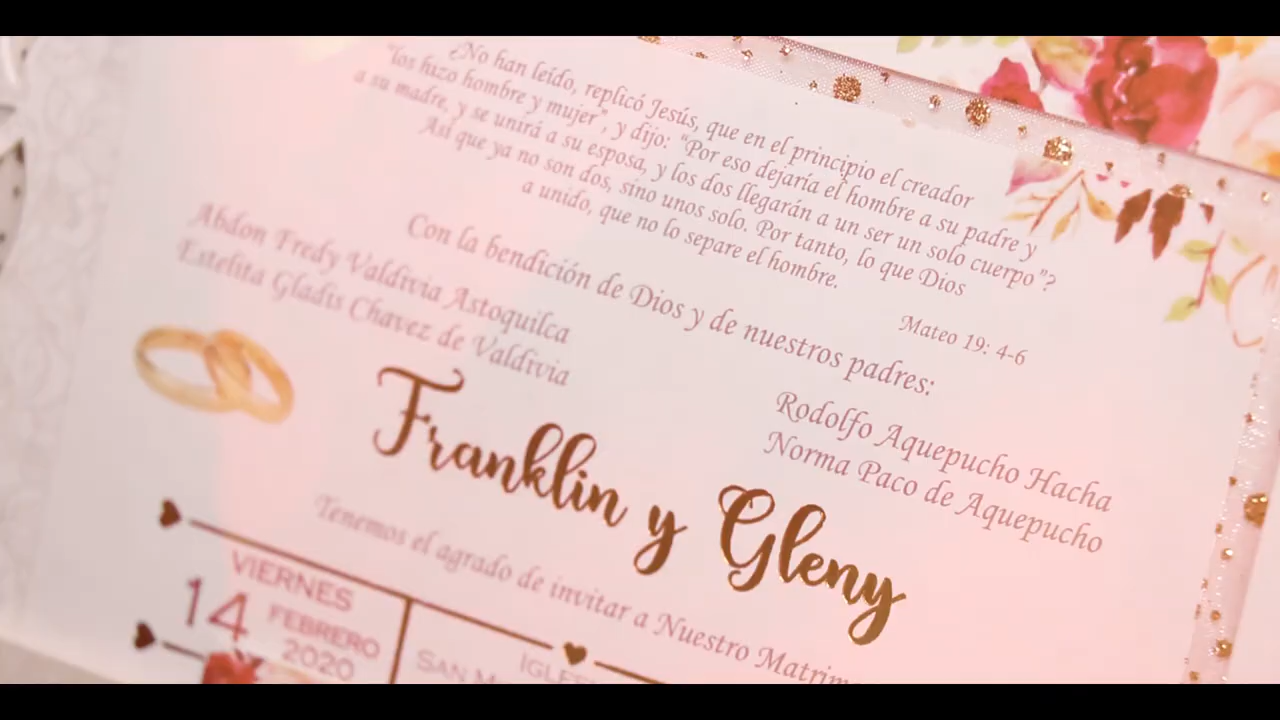 ¿No han leído, replicó Jesús, que en el principio el creador
"los hizo hombre y mujer", y dijo: "Por eso dejaría el hombre a su padre y
a su madre, y se unirá a su esposa, y los dos llegarán a un ser un solo cuerpo"?
Así que ya no son dos, sino unos solo. Por tanto, lo que Dios
a unido, que no lo separe el hombre.
Mateo 19: 4-6
Con la bendición de Dios y de nuestros padres:
Abdon Fredy Valdivia Astoquilca
Estelita Gladis Chavez de Valdivia
Rodolfo Aquepucho Hacha
Norma Paco de Aquepucho
Franklin y Gleny
Tenemos el agrado de invitar a Nuestro Matrim
VIERNES
14 FEBRERO
2020
SAN M
IGLES